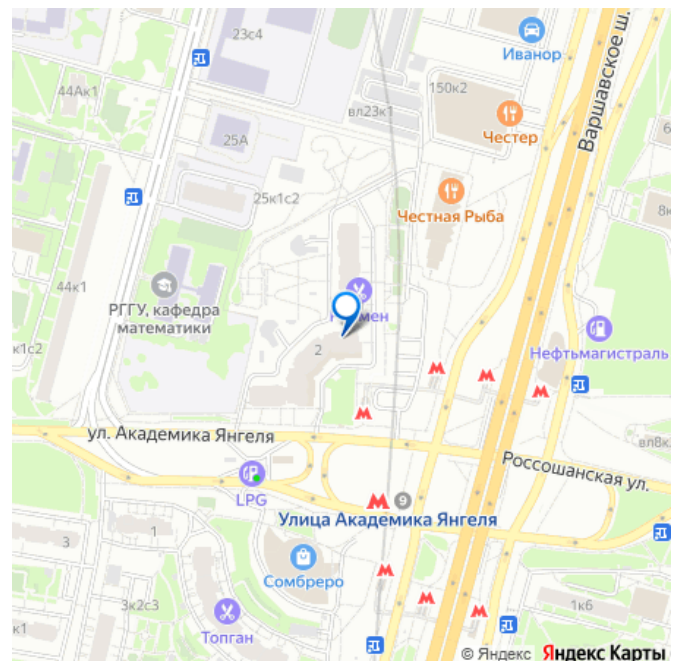 23с4
Иванор
44Ак1
150к2
вл23к1
Варшавское ш.
Честер
25А
6
25к1с2
Честная Рыба
8к
44к1
РГГУ, кафедра
математики
2
Нефтьмагистраль
к1с2
ул. Академика Янгеля
вл8к
Россошанская ул.
LPG
9
Улица Академика Янгеля
1
3
Сомбреро
3к2с3
1к6
к1
Топган
© Яндекс Яндекс Карты